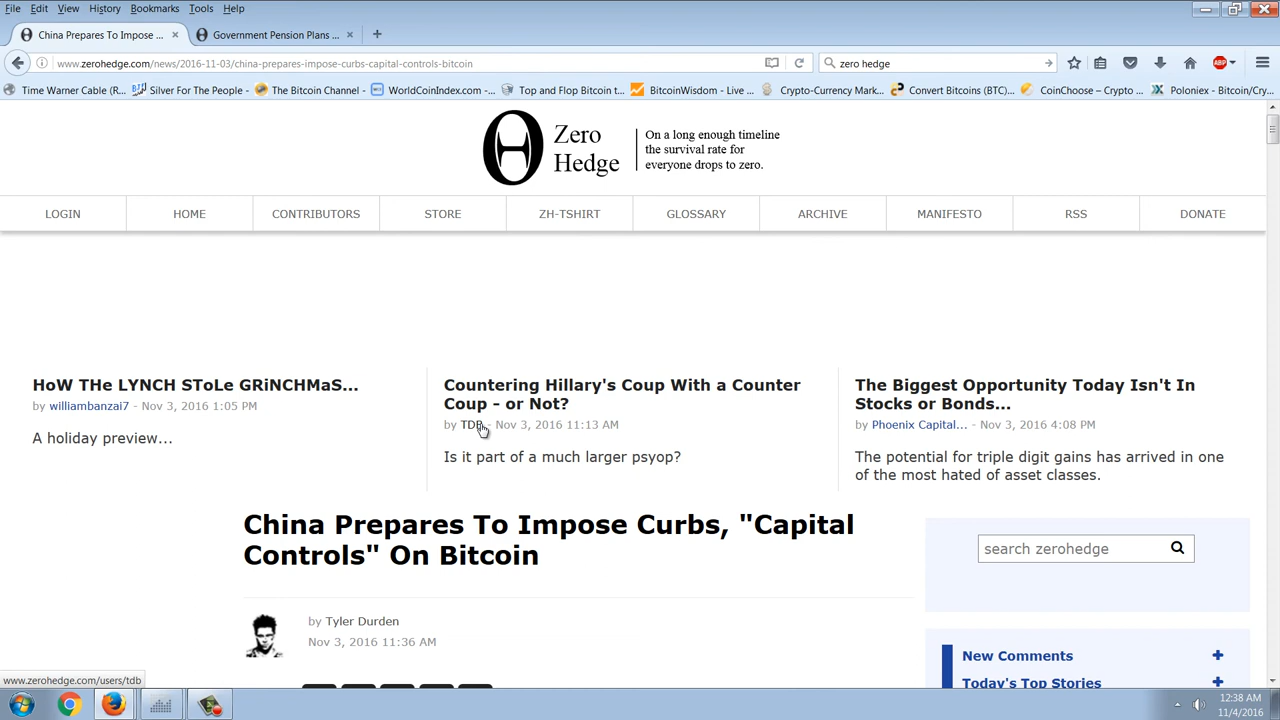 File Edit View History Bookmarks Tools Help
China Prepares To Impose ... × Government Pension Plans ... × +
www.zerohedge.com/news/2016-11-03/china-prepares-impose-curbs-capital-controls-bitcoin zero hedge ABP
Time Warner Cable (R... Silver For The People - ... The Bitcoin Channel - ... WorldCoinIndex.com -... Top and Flop Bitcoin t... BitcoinWisdom - Live ... Crypto-Currency Mark... Convert Bitcoins (BTC)... CoinChoose – Crypto ... Poloniex - Bitcoin/Cry...
Zero
Hedge
On a long enough timeline
the survival rate for
everyone drops to zero.
LOGIN HOME CONTRIBUTORS STORE ZH-TSHIRT GLOSSARY ARCHIVE MANIFESTO RSS DONATE
HoW THe LYNCH SToLe GRiNCHMaS...
by williambanzai7 - Nov 3, 2016 1:05 PM
A holiday preview...
Countering Hillary's Coup With a Counter
Coup - or Not?
by TDB - Nov 3, 2016 11:13 AM
Is it part of a much larger psyop?
The Biggest Opportunity Today Isn't In
Stocks or Bonds...
by Phoenix Capital... - Nov 3, 2016 4:08 PM
The potential for triple digit gains has arrived in one
of the most hated of asset classes.
China Prepares To Impose Curbs, "Capital
Controls" On Bitcoin
by Tyler Durden
Nov 3, 2016 11:36 AM
search zerohedge
New Comments +
Today's Top Stories +
www.zerohedge.com/users/tdb
12:38 AM
11/4/2016